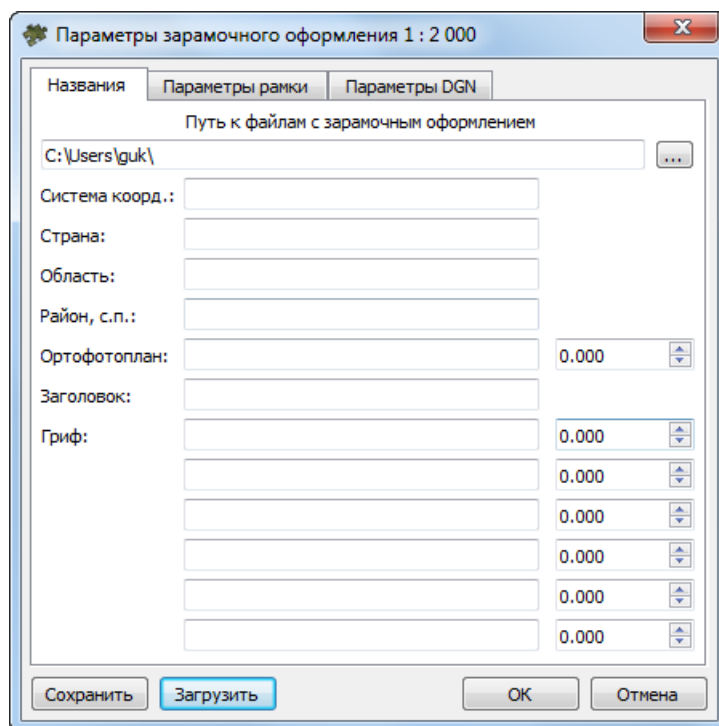 Параметры зарамочного оформления 1 : 2 000
Названия Параметры рамки Параметры DGN
Путь к файлам с зарамочным оформлением
C:\Users\guk\ ...
Система коорд.:
Страна:
Область:
Район, с.п.:
Ортофотоплан: 0.000
Заголовок:
Гриф: 0.000
0.000
0.000
0.000
0.000
0.000
Сохранить Загрузить OK Отмена